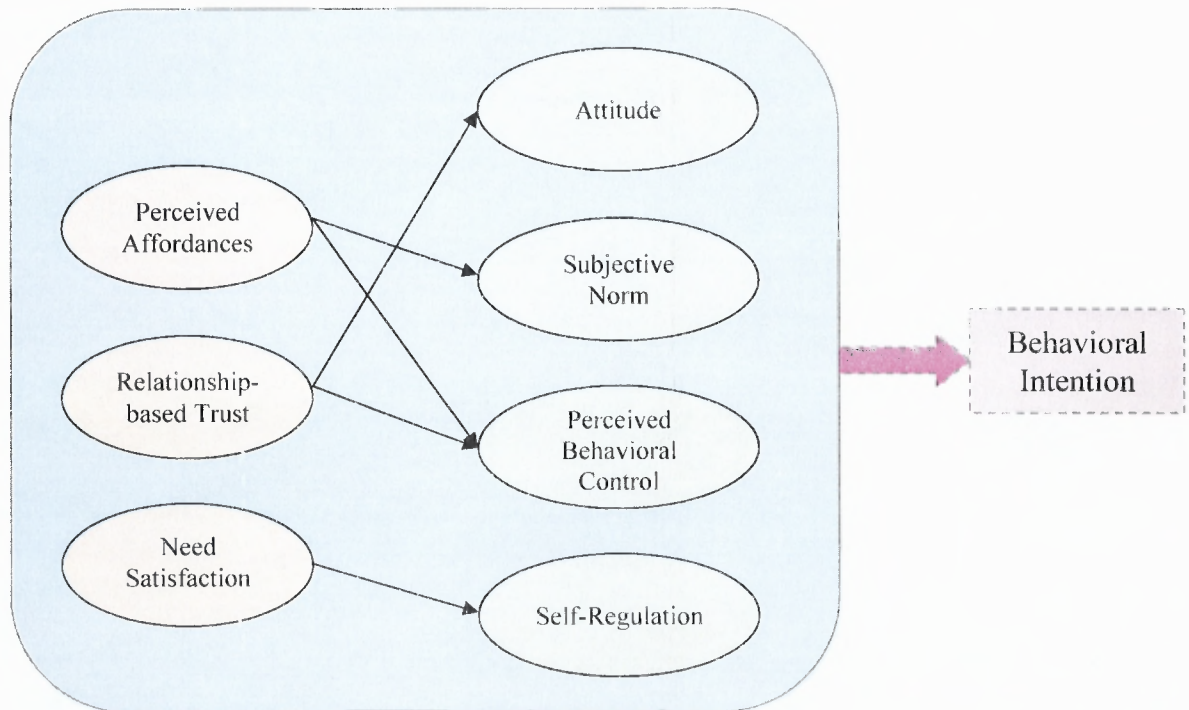 Attitude
Perceived
Affordances
Subjective
Norm
Relationship-
based Trust
Perceived
Behavioral
Control
Need
Satisfaction
Self-Regulation
Behavioral
Intention